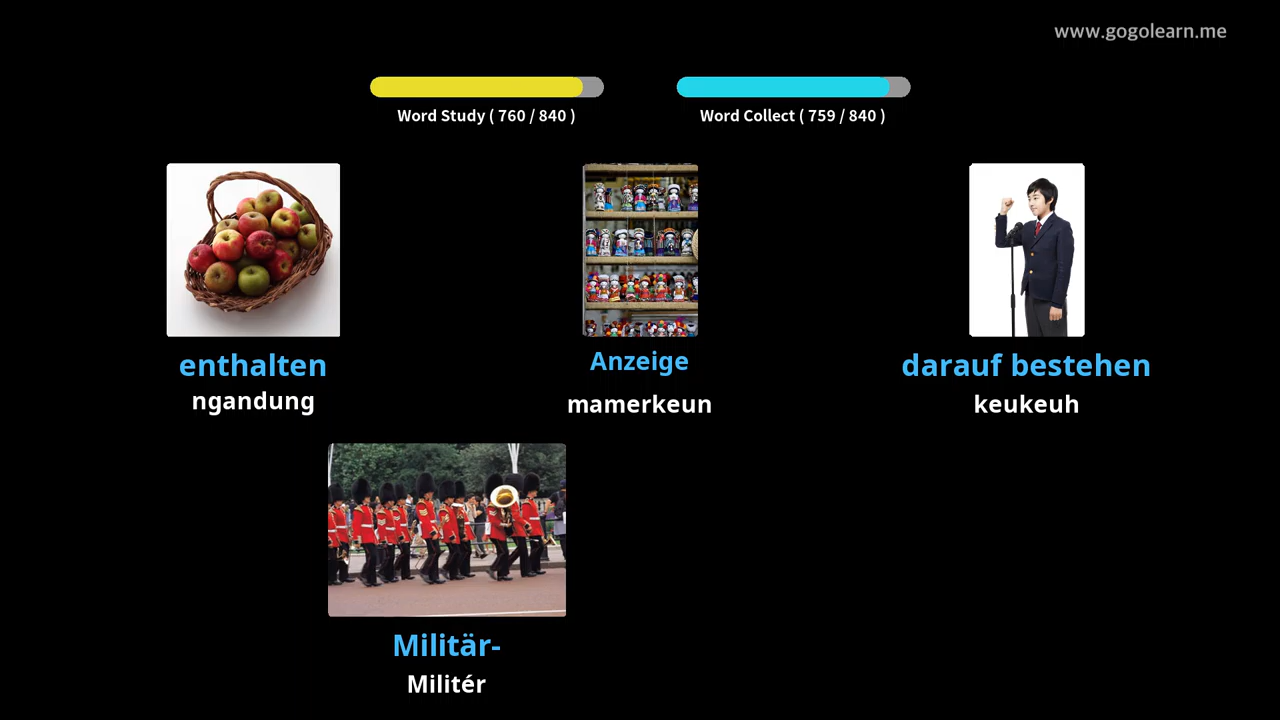 www.gogolearn.me
Word Study ( 760 / 840 )
Word Collect ( 759 / 840 )
enthalten
ngandung
Anzeige
mamerkeun
darauf bestehen
keukeuh
Militär-
Militér